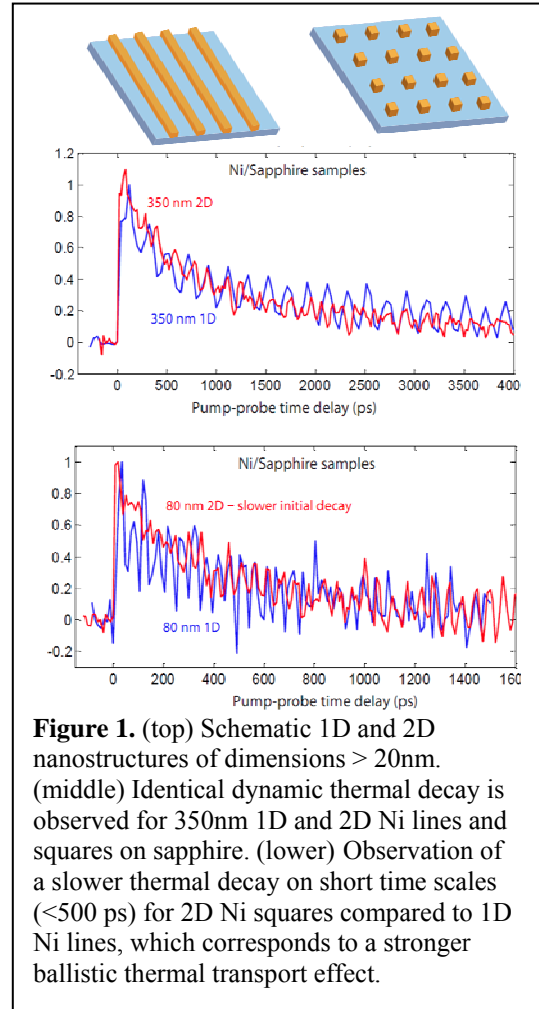 1.2
Ni/Sapphire samples
1
350 nm 2D
0.8
0.6
0.4
0.2
350 nm 1D
0
-0.2
0 500 1000 1500 2000 2500 3000 3500 400
Pump-probe time delay (ps)
Ni/Sapphire samples
1
0.8
80 nm 2D – slower initial decay
0.6
0.4
0.2
0
80 nm 1D
-0.2
0 200 400 600 800 1000 1200 1400 160
Pump-probe time delay (ps)
Figure 1. (top) Schematic 1D and 2D
nanostructures of dimensions > 20nm.
(middle) Identical dynamic thermal decay is
observed for 350nm 1D and 2D Ni lines and
squares on sapphire. (lower) Observation of
a slower thermal decay on short time scales
(<500 ps) for 2D Ni squares compared to 1D
Ni lines, which corresponds to a stronger
ballistic thermal transport effect.